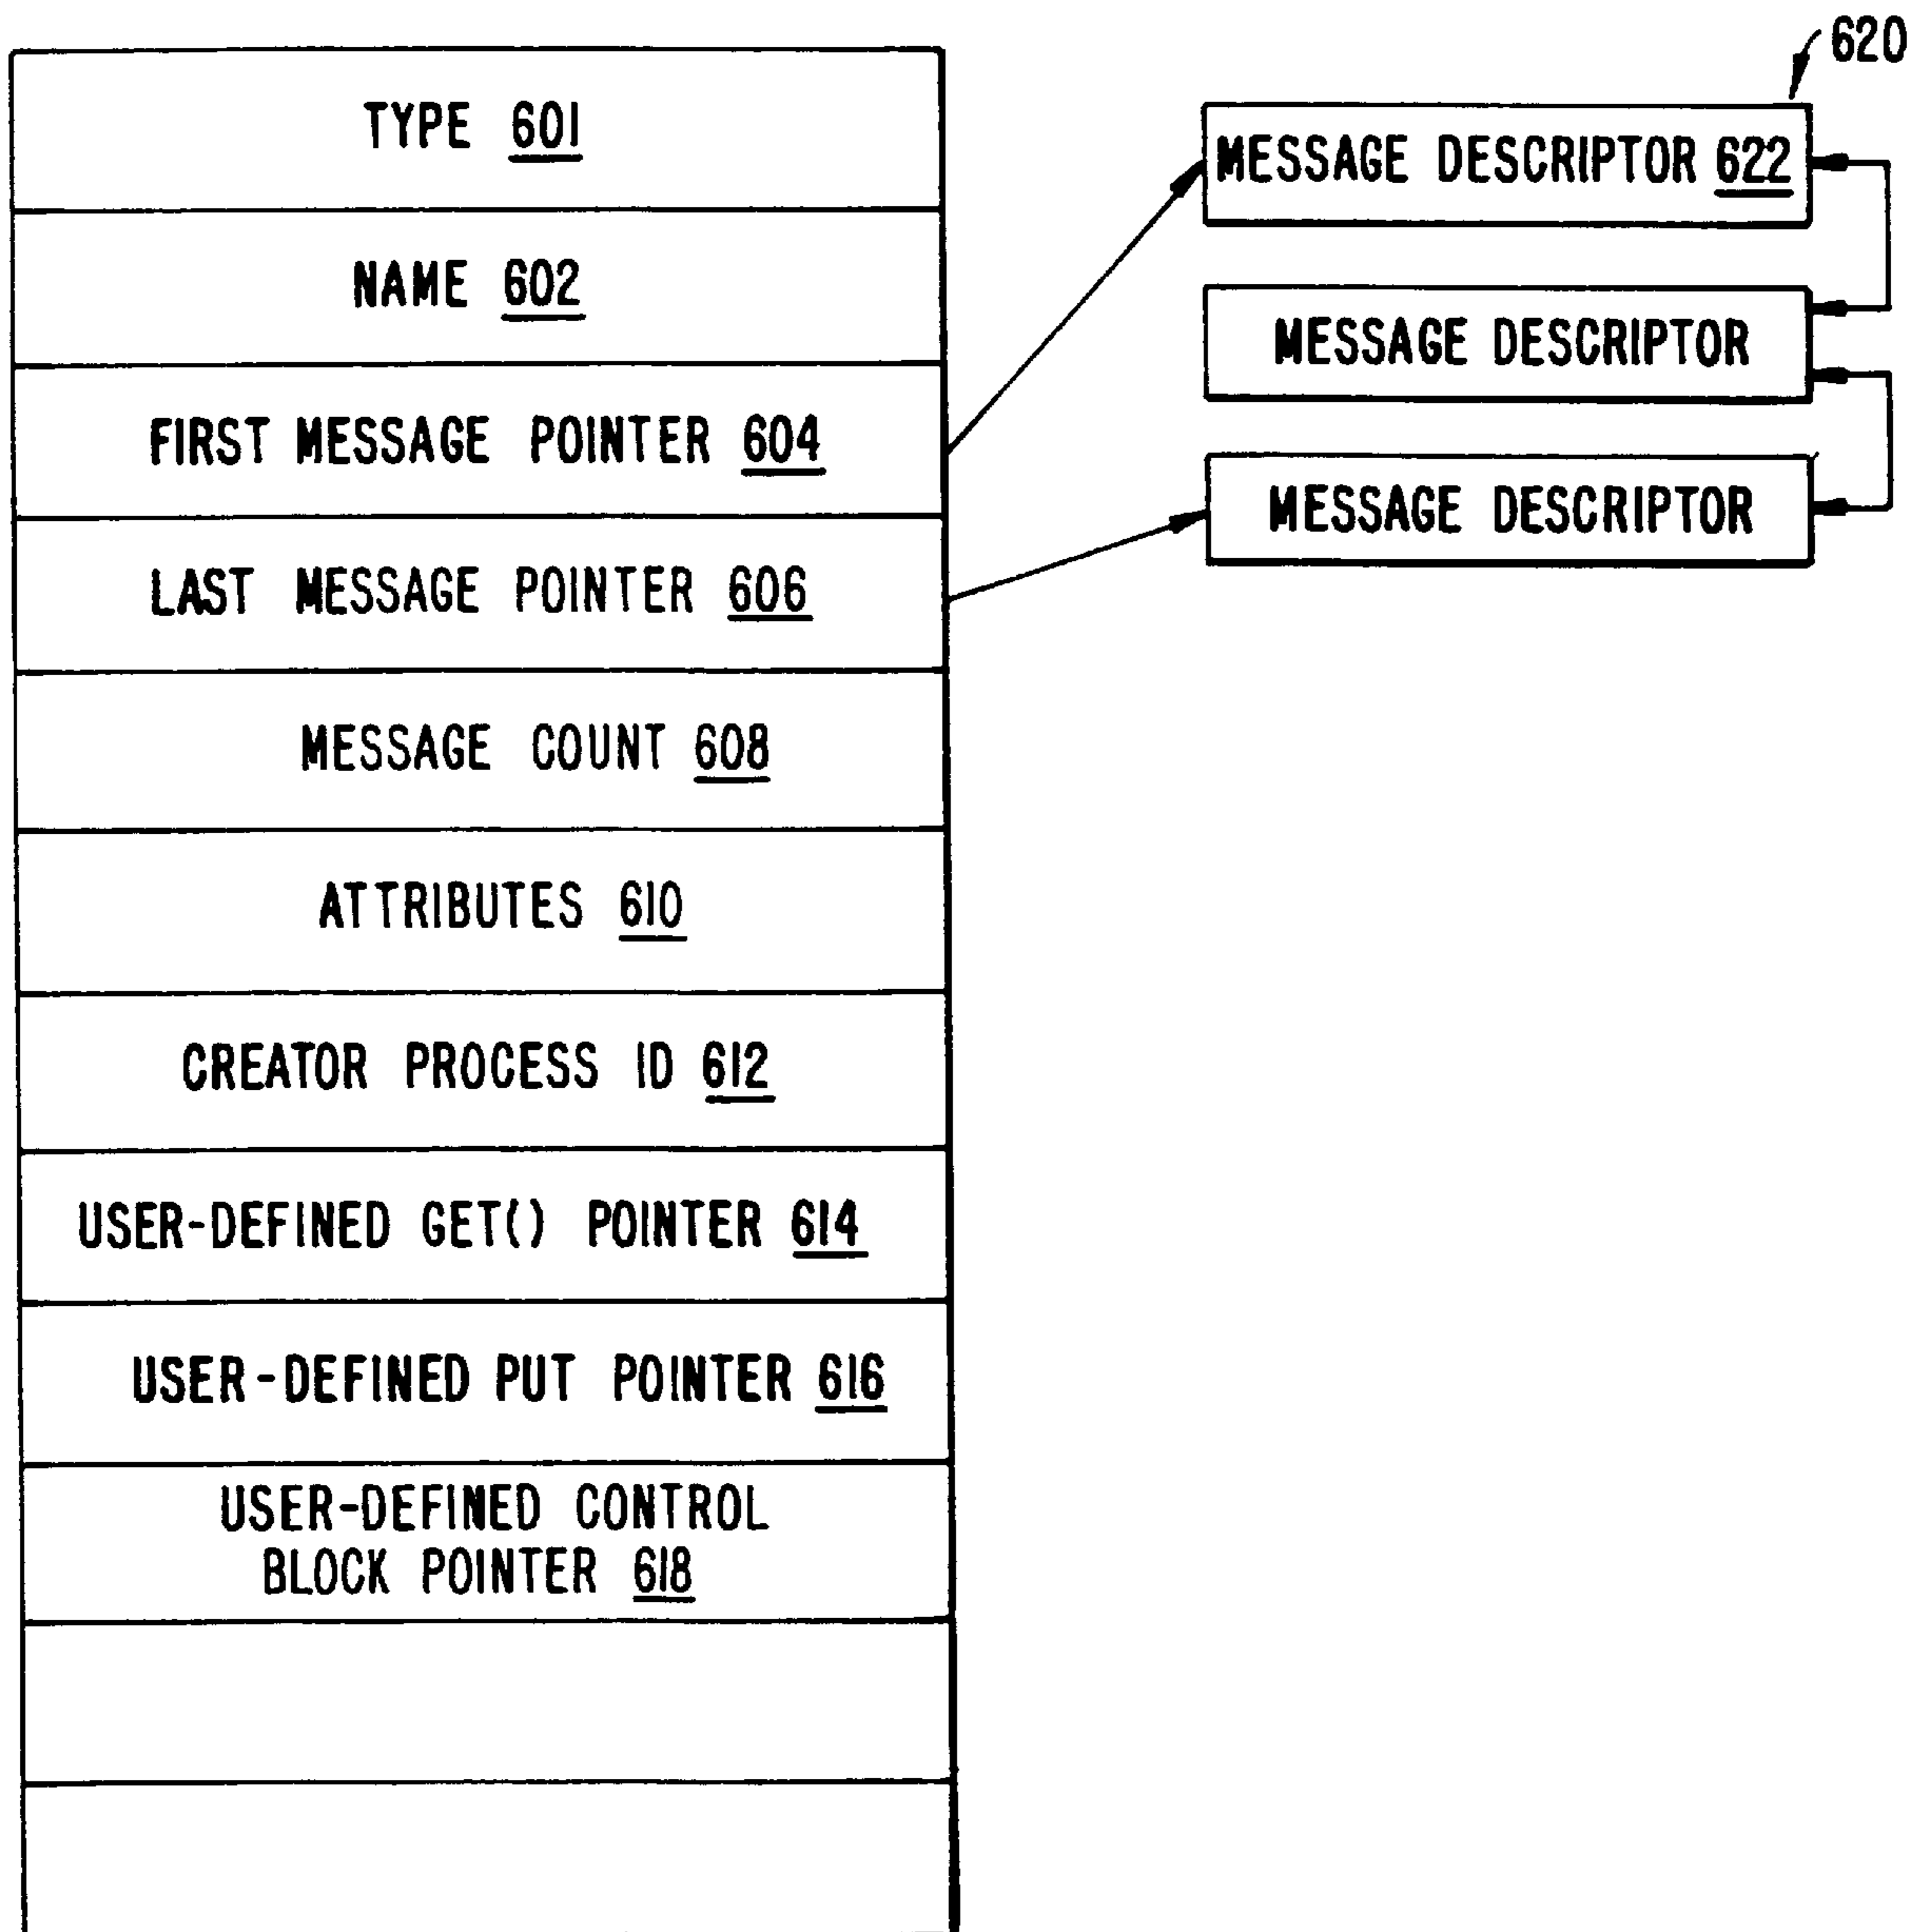 TYPE 601
NAME 602
FIRST MESSAGE POINTER 604
LAST MESSAGE POINTER 606
MESSAGE COUNT 608
ATTRIBUTES 610
CREATOR PROCESS ID 612
USER-DEFINED GET() POINTER 614
USER-DEFINED PUT POINTER 616
USER-DEFINED CONTROL
BLOCK POINTER 618
620
MESSAGE DESCRIPTOR 622
MESSAGE DESCRIPTOR
MESSAGE DESCRIPTOR